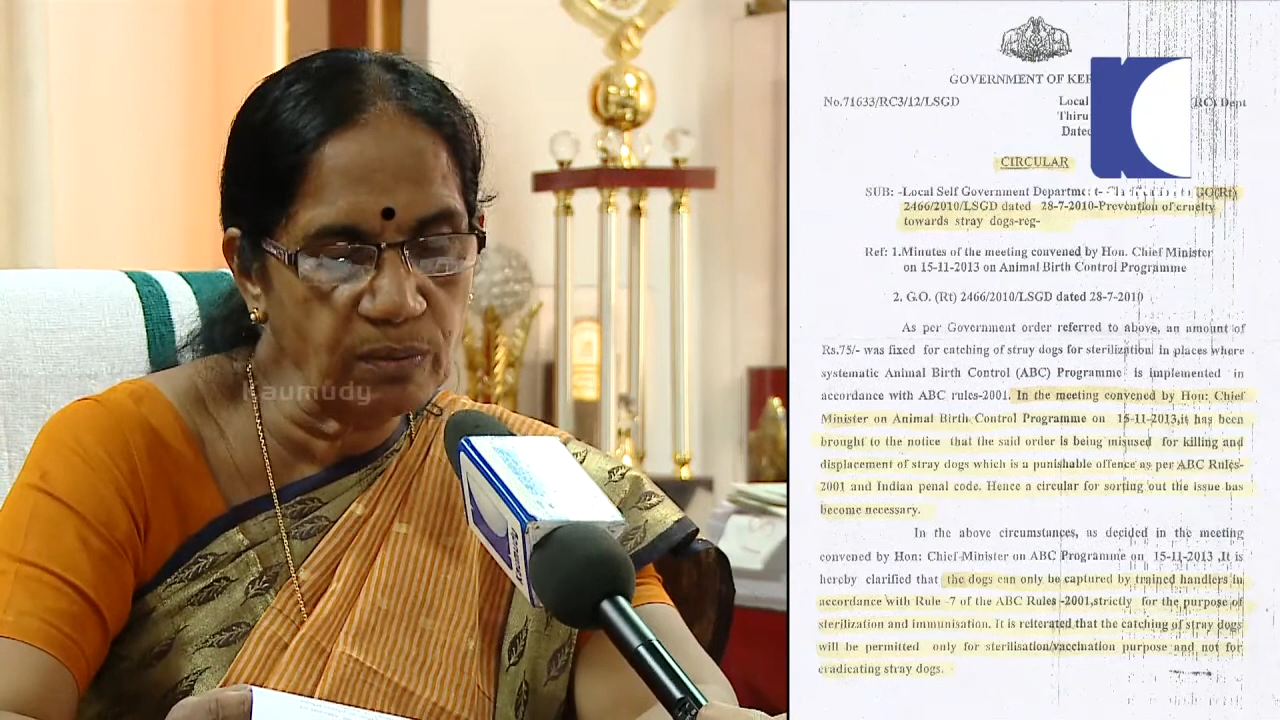 Kaumudy
GOVERNMENT OF KER
No.71633/RC3/12/LSGD
Local (RC) Dept
Thiru
Dated
CIRCULAR
SUB: -Local Self Government Department- GO(Rt)
2466/2010/LSGD dated 28-7-2010-Prevention of cruelty
towards stray dogs-reg-
Ref: 1.Minutes of the meeting convened by Hon. Chief Minister
on 15-11-2013 on Animal Birth Control Programme
2. G.O. (Rt) 2466/2010/LSGD dated 28-7-2010
As per Government order referred to above, an amount of
Rs.75/- was fixed for catching of stray dogs for sterilization in places where
systematic Animal Birth Control (ABC) Programme is implemented in
accordance with ABC rules-2001. In the meeting convened by Hon: Chief
Minister on Animal Birth Control Programme on 15-11-2013,it has been
brought to the notice that the said order is being misused for killing and
displacement of stray dogs which is a punishable offence as per ABC Rules-
2001 and Indian penal code. Hence a circular for sorting out the issue has
become necessary.
In the above circumstances, as decided in the meeting
convened by Hon: Chief Minister on ABC Programme on 15-11-2013 ,It is
hereby clarified that the dogs can only be captured by trained handlers in
accordance with Rule -7 of the ABC Rules -2001,strictly for the purpose of
sterilization and immunisation. It is reiterated that the catching of stray dogs
will be permitted only for sterilisation/vaccination purpose and not for
eradicating stray dogs.